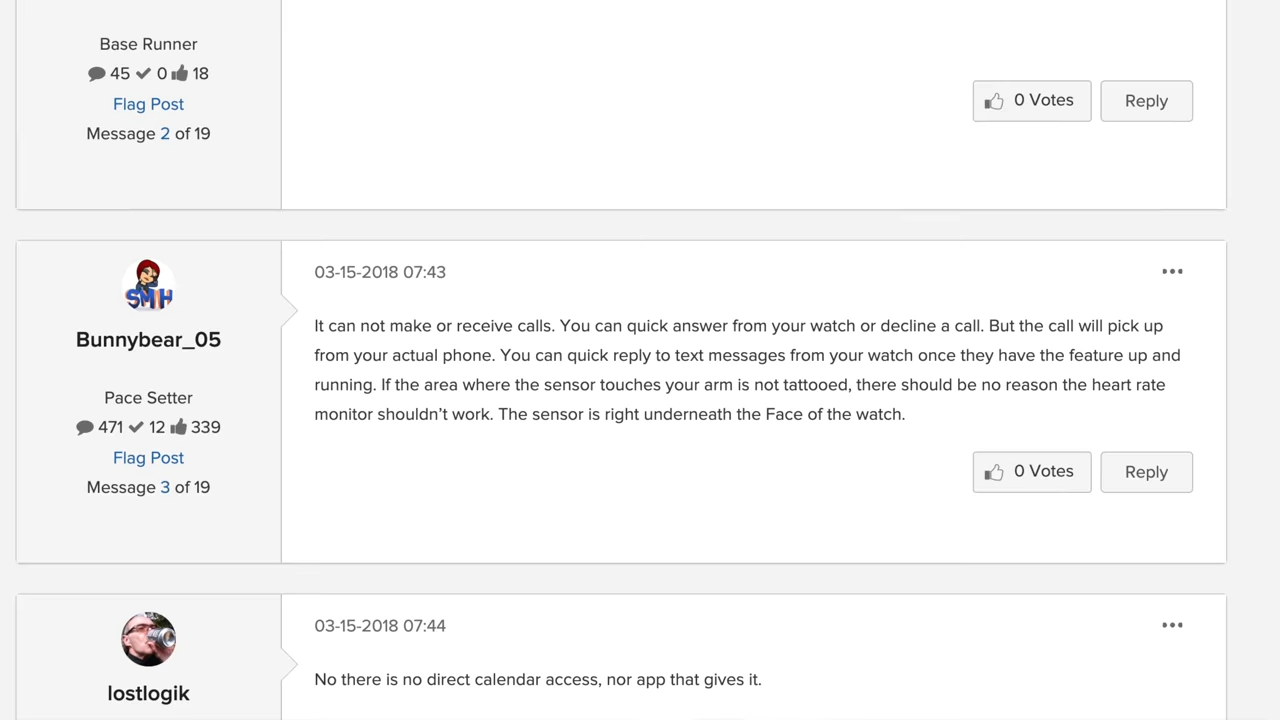 Base Runner
45 0 18
Flag Post
Message 2 of 19
0 Votes
Reply
SMH
Bunnybear_05
Pace Setter
471 12 339
Flag Post
Message 3 of 19
03-15-2018 07:43
It can not make or receive calls. You can quick answer from your watch or decline a call. But the call will pick up
from your actual phone. You can quick reply to text messages from your watch once they have the feature up and
running. If the area where the sensor touches your arm is not tattooed, there should be no reason the heart rate
monitor shouldn’t work. The sensor is right underneath the Face of the watch.
0 Votes
Reply
lostlogik
03-15-2018 07:44
No there is no direct calendar access, nor app that gives it.